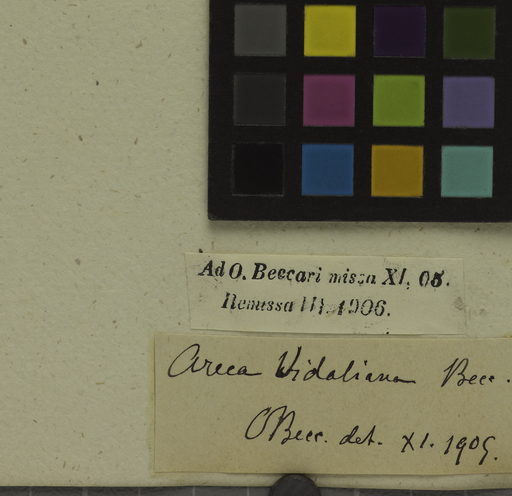 Ad O. Beccari missa XI. 05.
Remissa III. 1906.
Areca Vidaliana Becc.
OBecc. det. XI. 1905.